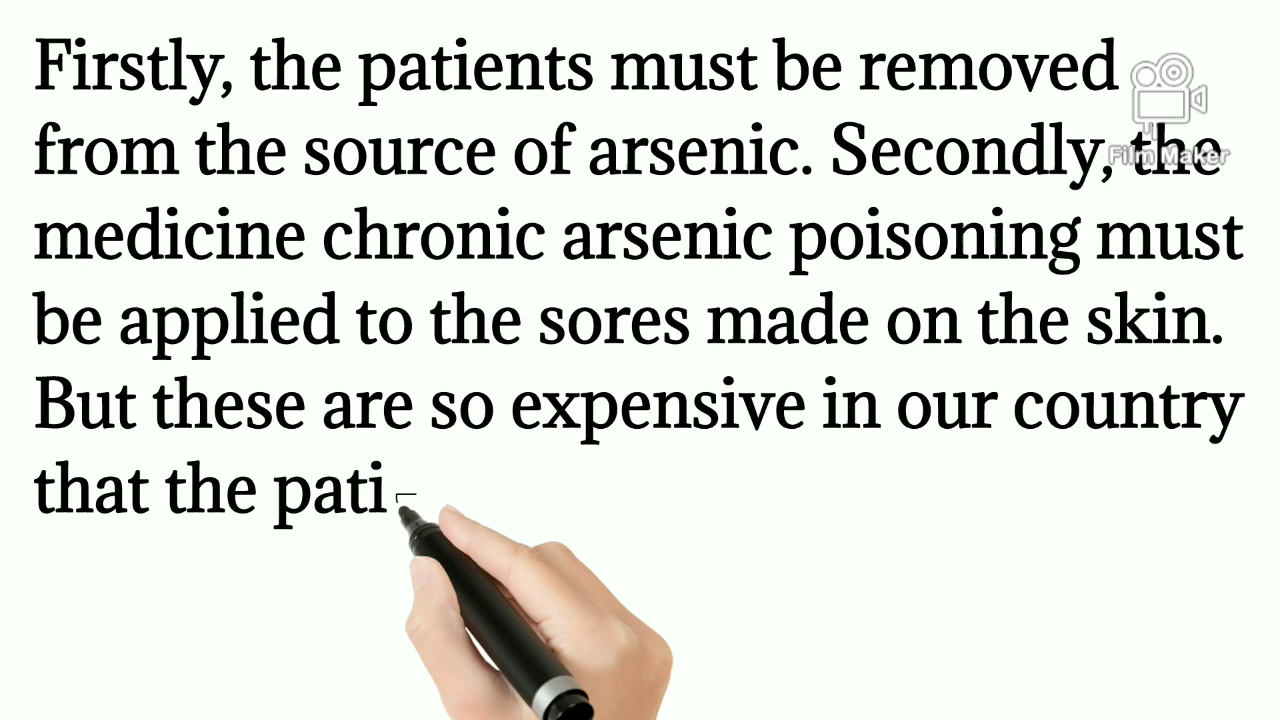 Firstly, the patients must be removed
from the source of arsenic. Secondly, the
medicine chronic arsenic poisoning must
be applied to the sores made on the skin.
But these are so expensive in our country
that the pati
Film Maker